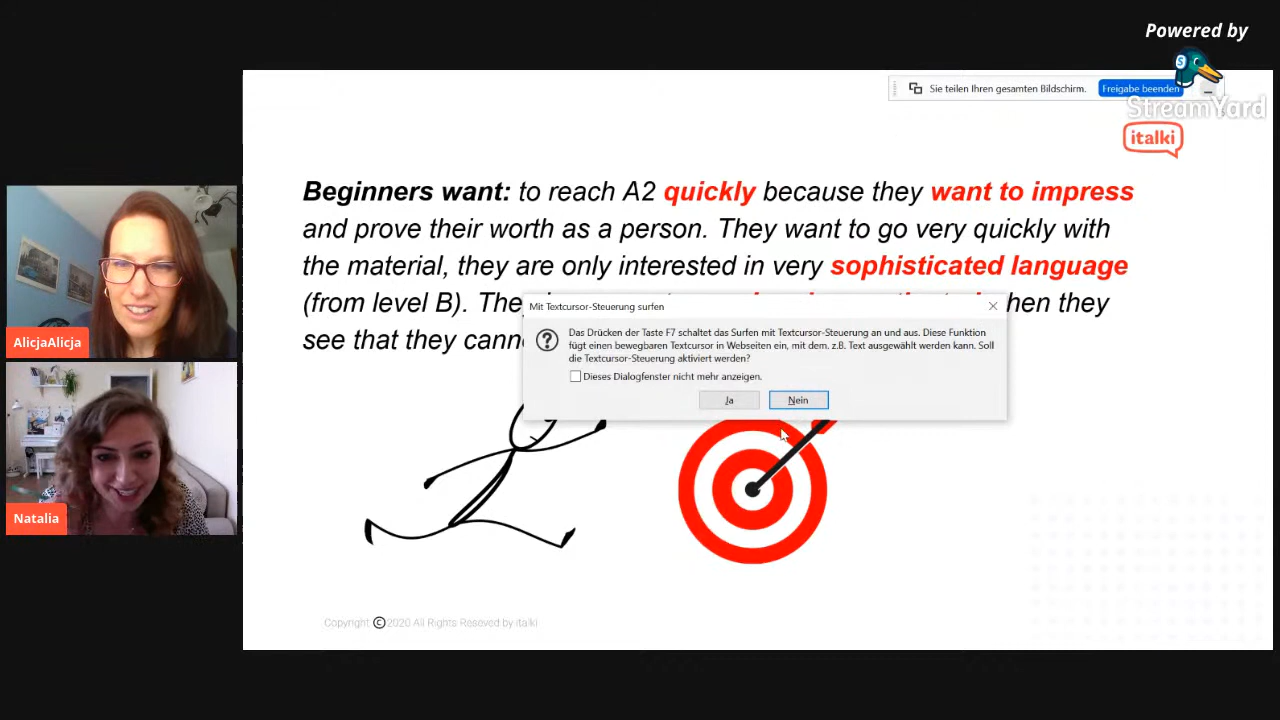 Powered by
StreamYard
Sie teilen Ihren gesamten Bildschirm.
Freigabe beenden
italki
Beginners want: to reach A2 quickly because they want to impress
and prove their worth as a person. They want to go very quickly with
the material, they are only interested in very sophisticated language
(from level B). They hen they
see that they cann
Mit Textcursor-Steuerung surfen
Das Drücken der Taste F7 schaltet das Surfen mit Textcursor-Steuerung an und aus. Diese Funktion
fügt einen bewegbaren Textcursor in Webseiten ein, mit dem. z.B. Text ausgewählt werden kann. Soll
die Textcursor-Steuerung aktiviert werden?
Dieses Dialogfenster nicht mehr anzeigen.
Ja
Nein
AlicjaAlicja
Natalia
Copyright ©2020 All Rights Reseved by italki